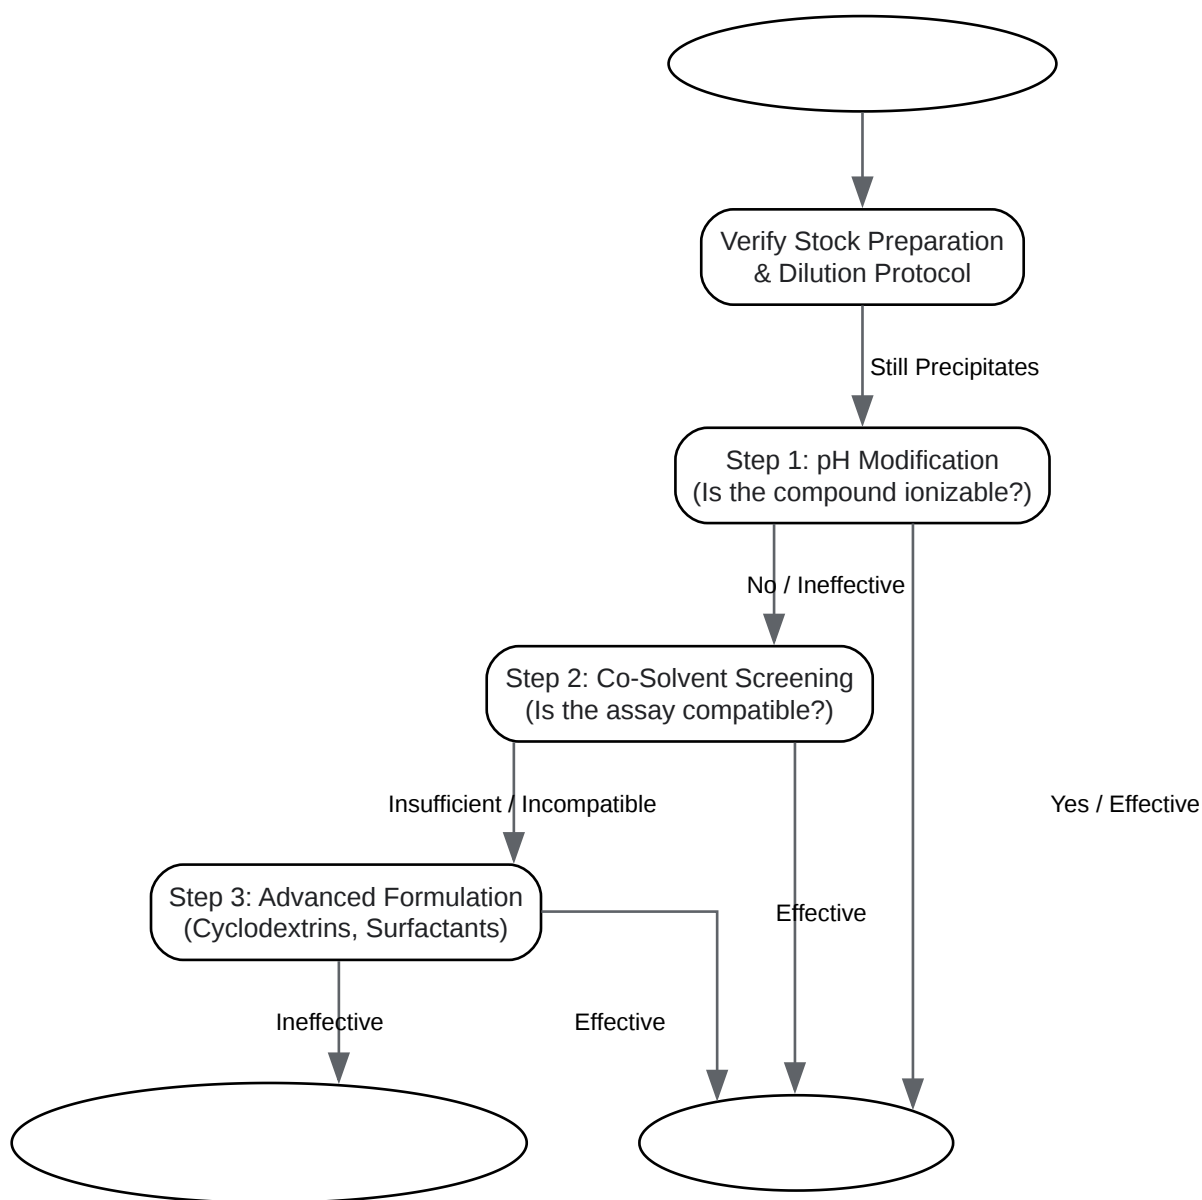 Verify Stock Preparation
& Dilution Protocol
Still Precipitates
Step 1: pH Modification
(Is the compound ionizable?)
No / Ineffective
Step 2: Co-Solvent Screening
(Is the assay compatible?)
Insufficient / Incompatible
Yes / Effective
Step 3: Advanced Formulation
(Cyclodextrins, Surfactants)
Effective
Ineffective
Effective